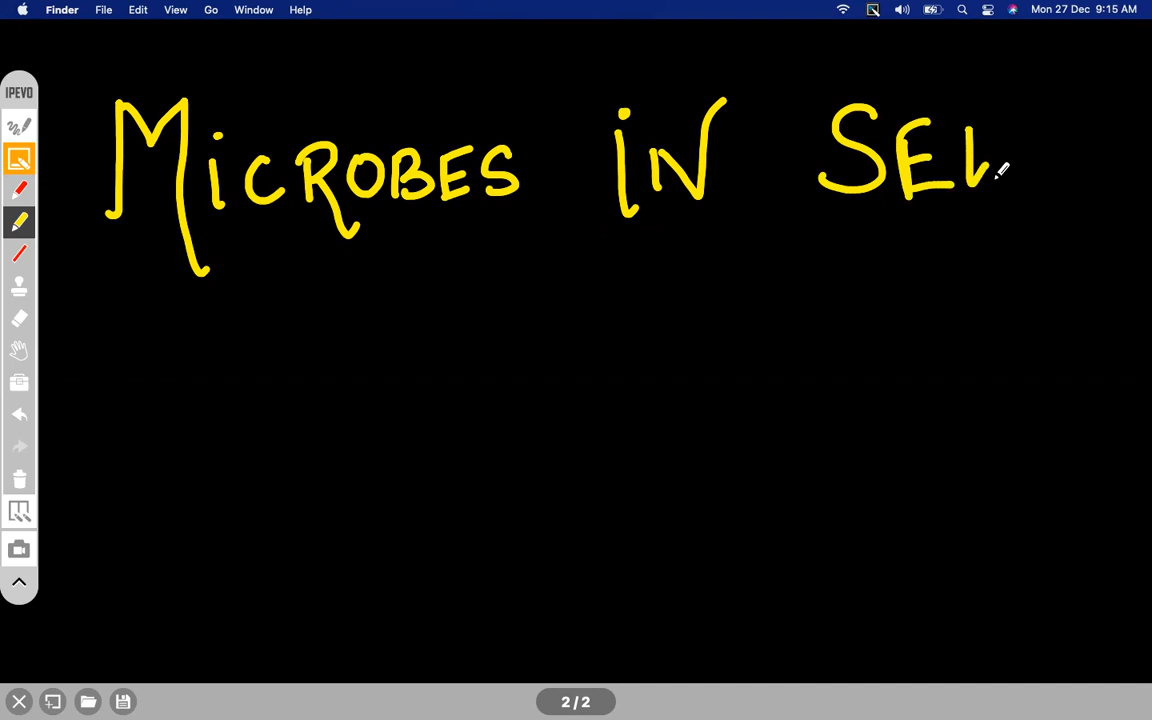 Finder File Edit View Go Window Help Mon 27 Dec 9:15 AM
IPEVO
MiCROBES iN SE
2/2